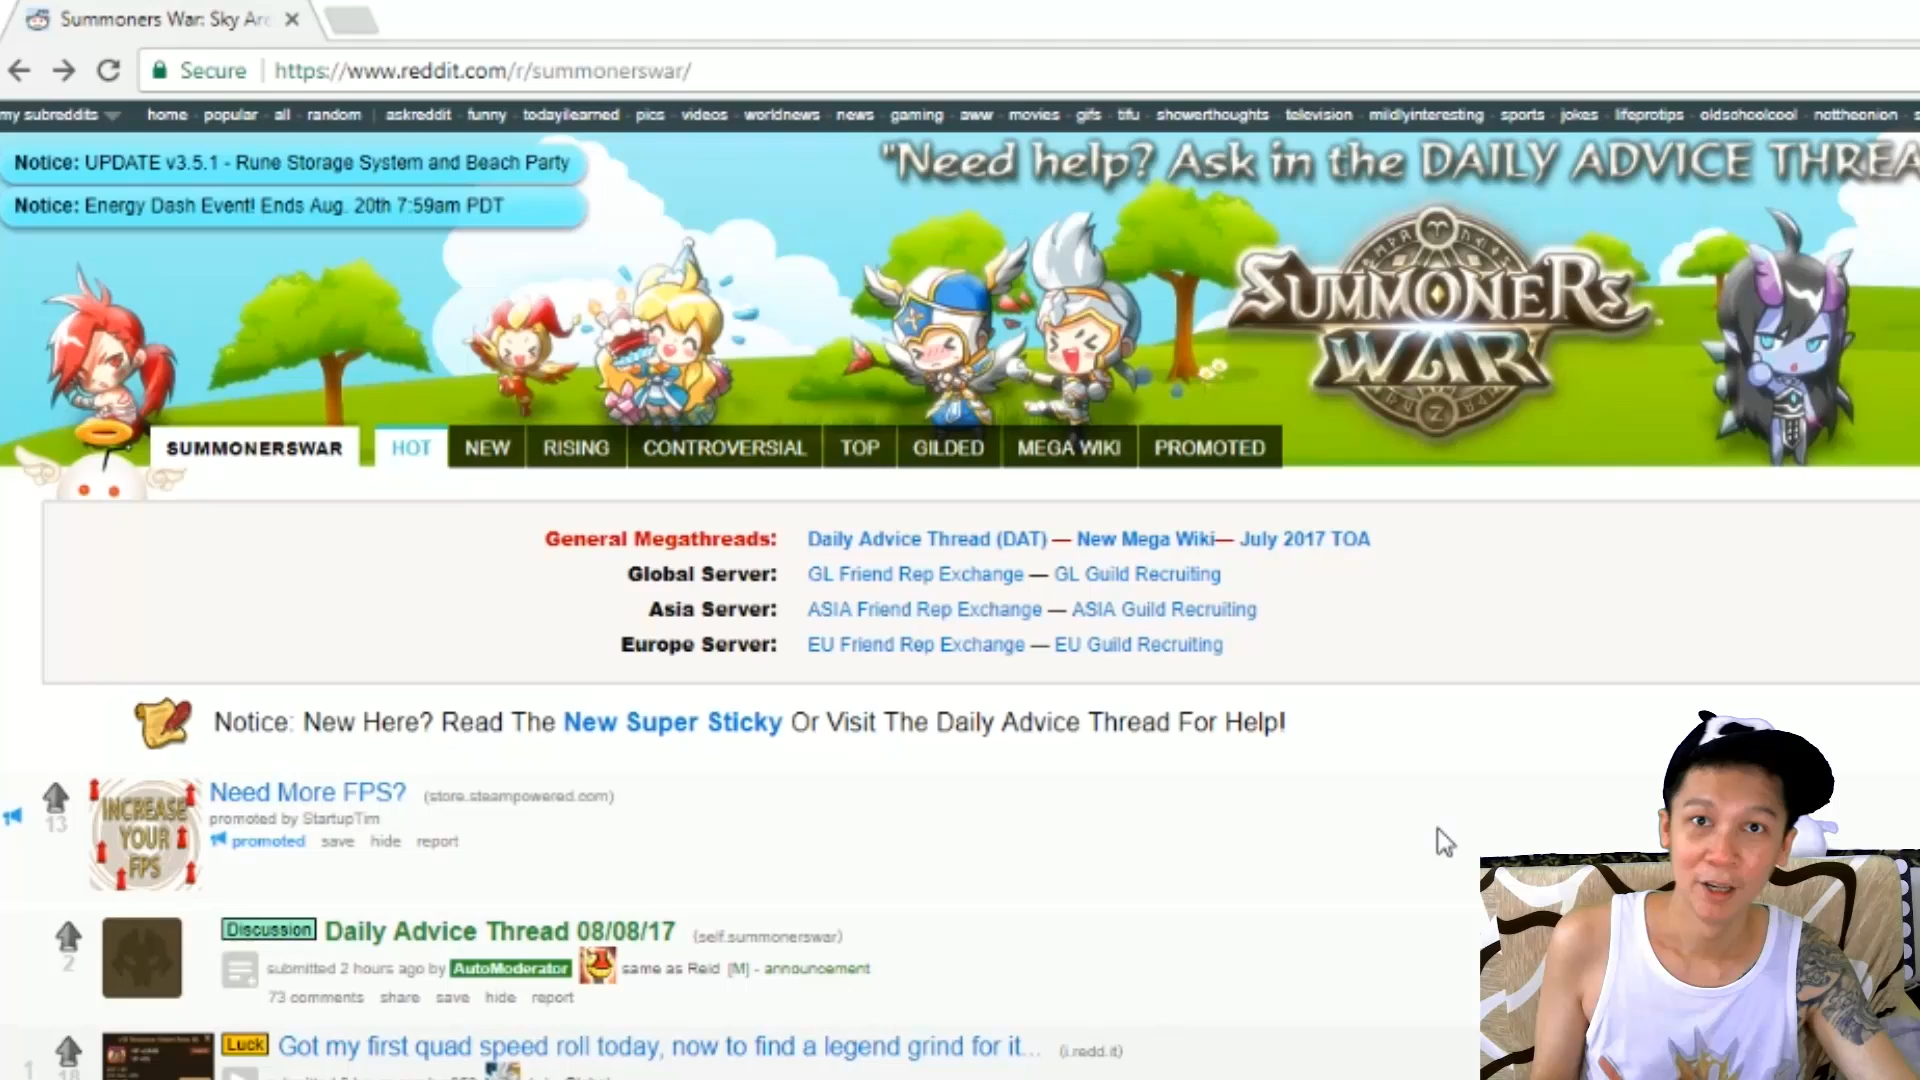 Summoners War: Sky Are
Secure https://www.reddit.com/r/summonerswar/
my subreddits home - popular - all - random | askreddit - funny - todayilearned - pics - videos - worldnews - news - gaming - aww - movies - gifs - tifu - showerthoughts - television - mildlyinteresting - sports - jokes - lifeprotips - oldschoolcool - nottheonion - s
Notice: UPDATE v3.5.1 - Rune Storage System and Beach Party
"Need help? Ask in the DAILY ADVICE THREA
Notice: Energy Dash Event! Ends Aug. 20th 7:59am PDT
SUMMONERS
WAR
SUMMONERSWAR HOT NEW RISING CONTROVERSIAL TOP GILDED MEGA WIKI PROMOTED
General Megathreads: Daily Advice Thread (DAT) — New Mega Wiki— July 2017 TOA
Global Server: GL Friend Rep Exchange — GL Guild Recruiting
Asia Server: ASIA Friend Rep Exchange — ASIA Guild Recruiting
Europe Server: EU Friend Rep Exchange — EU Guild Recruiting
Notice: New Here? Read The New Super Sticky Or Visit The Daily Advice Thread For Help!
13
INCREASE
YOUR
FPS
Need More FPS? (store.steampowered.com)
promoted by StartupTim
promoted save hide report
2
Discussion Daily Advice Thread 08/08/17 (self.summonerswar)
submitted 2 hours ago by AutoModerator same as Reid [M] - announcement
73 comments share save hide report
1
18
Luck Got my first quad speed roll today, now to find a legend grind for it... (i.redd.it)